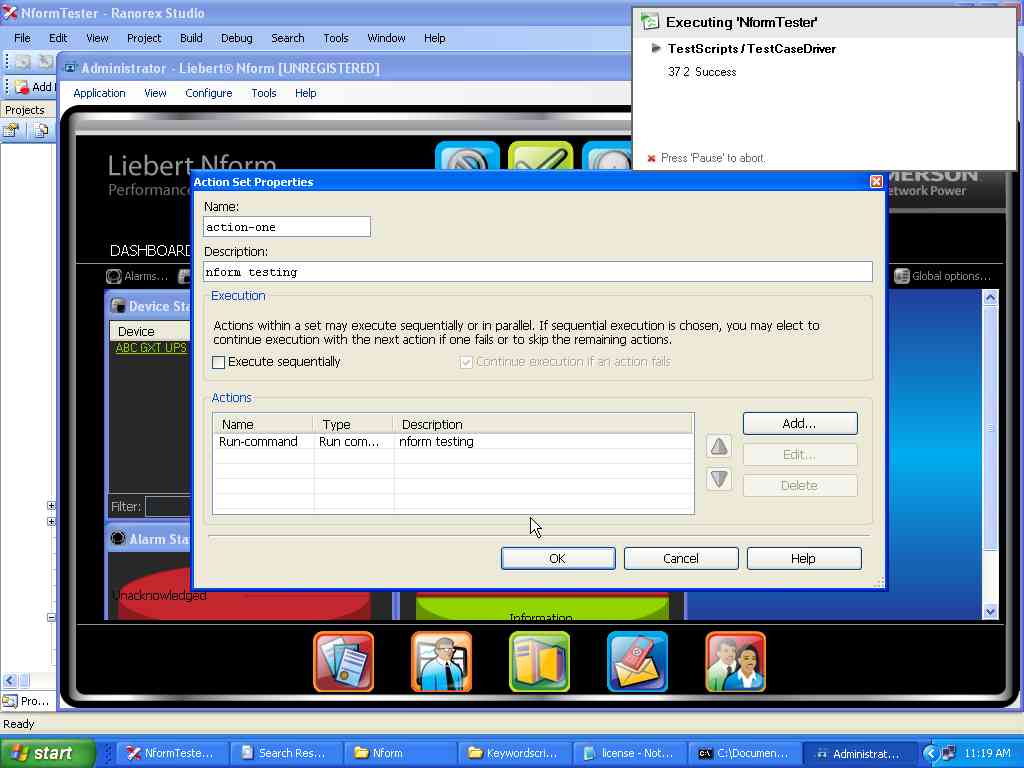 NformTester - Ranorex Studio
File Edit View Project Build Debug Search Tools Window Help
Executing 'NformTester'
TestScripts / TestCaseDriver
37 2 Success
Press 'Pause' to abort.
Administrator - Liebert® Nform [UNREGISTERED]
Add
Application View Configure Tools Help
Projects
Liebert Nform
Performance
EMERSON
Network Power
DASHBOARD
Alarms...
Global options...
Action Set Properties
Name:
action-one
Description:
nform testing
Execution
Actions within a set may execute sequentially or in parallel. If sequential execution is chosen, you may elect to
continue execution with the next action if one fails or to skip the remaining actions.
Execute sequentially
Continue execution if an action fails
Actions
Name Type Description
Run-command Run com... nform testing
Add...
Edit...
Delete
OK Cancel Help
Device Sta
Device
ABC GXT UPS
Filter:
Alarm Sta
Unacknowledged
Information
Pro...
Ready
start
NformTeste...
Search Res...
Nform
Keywordscri...
license - Not...
C:\Documen...
Administrat...
11:19 AM